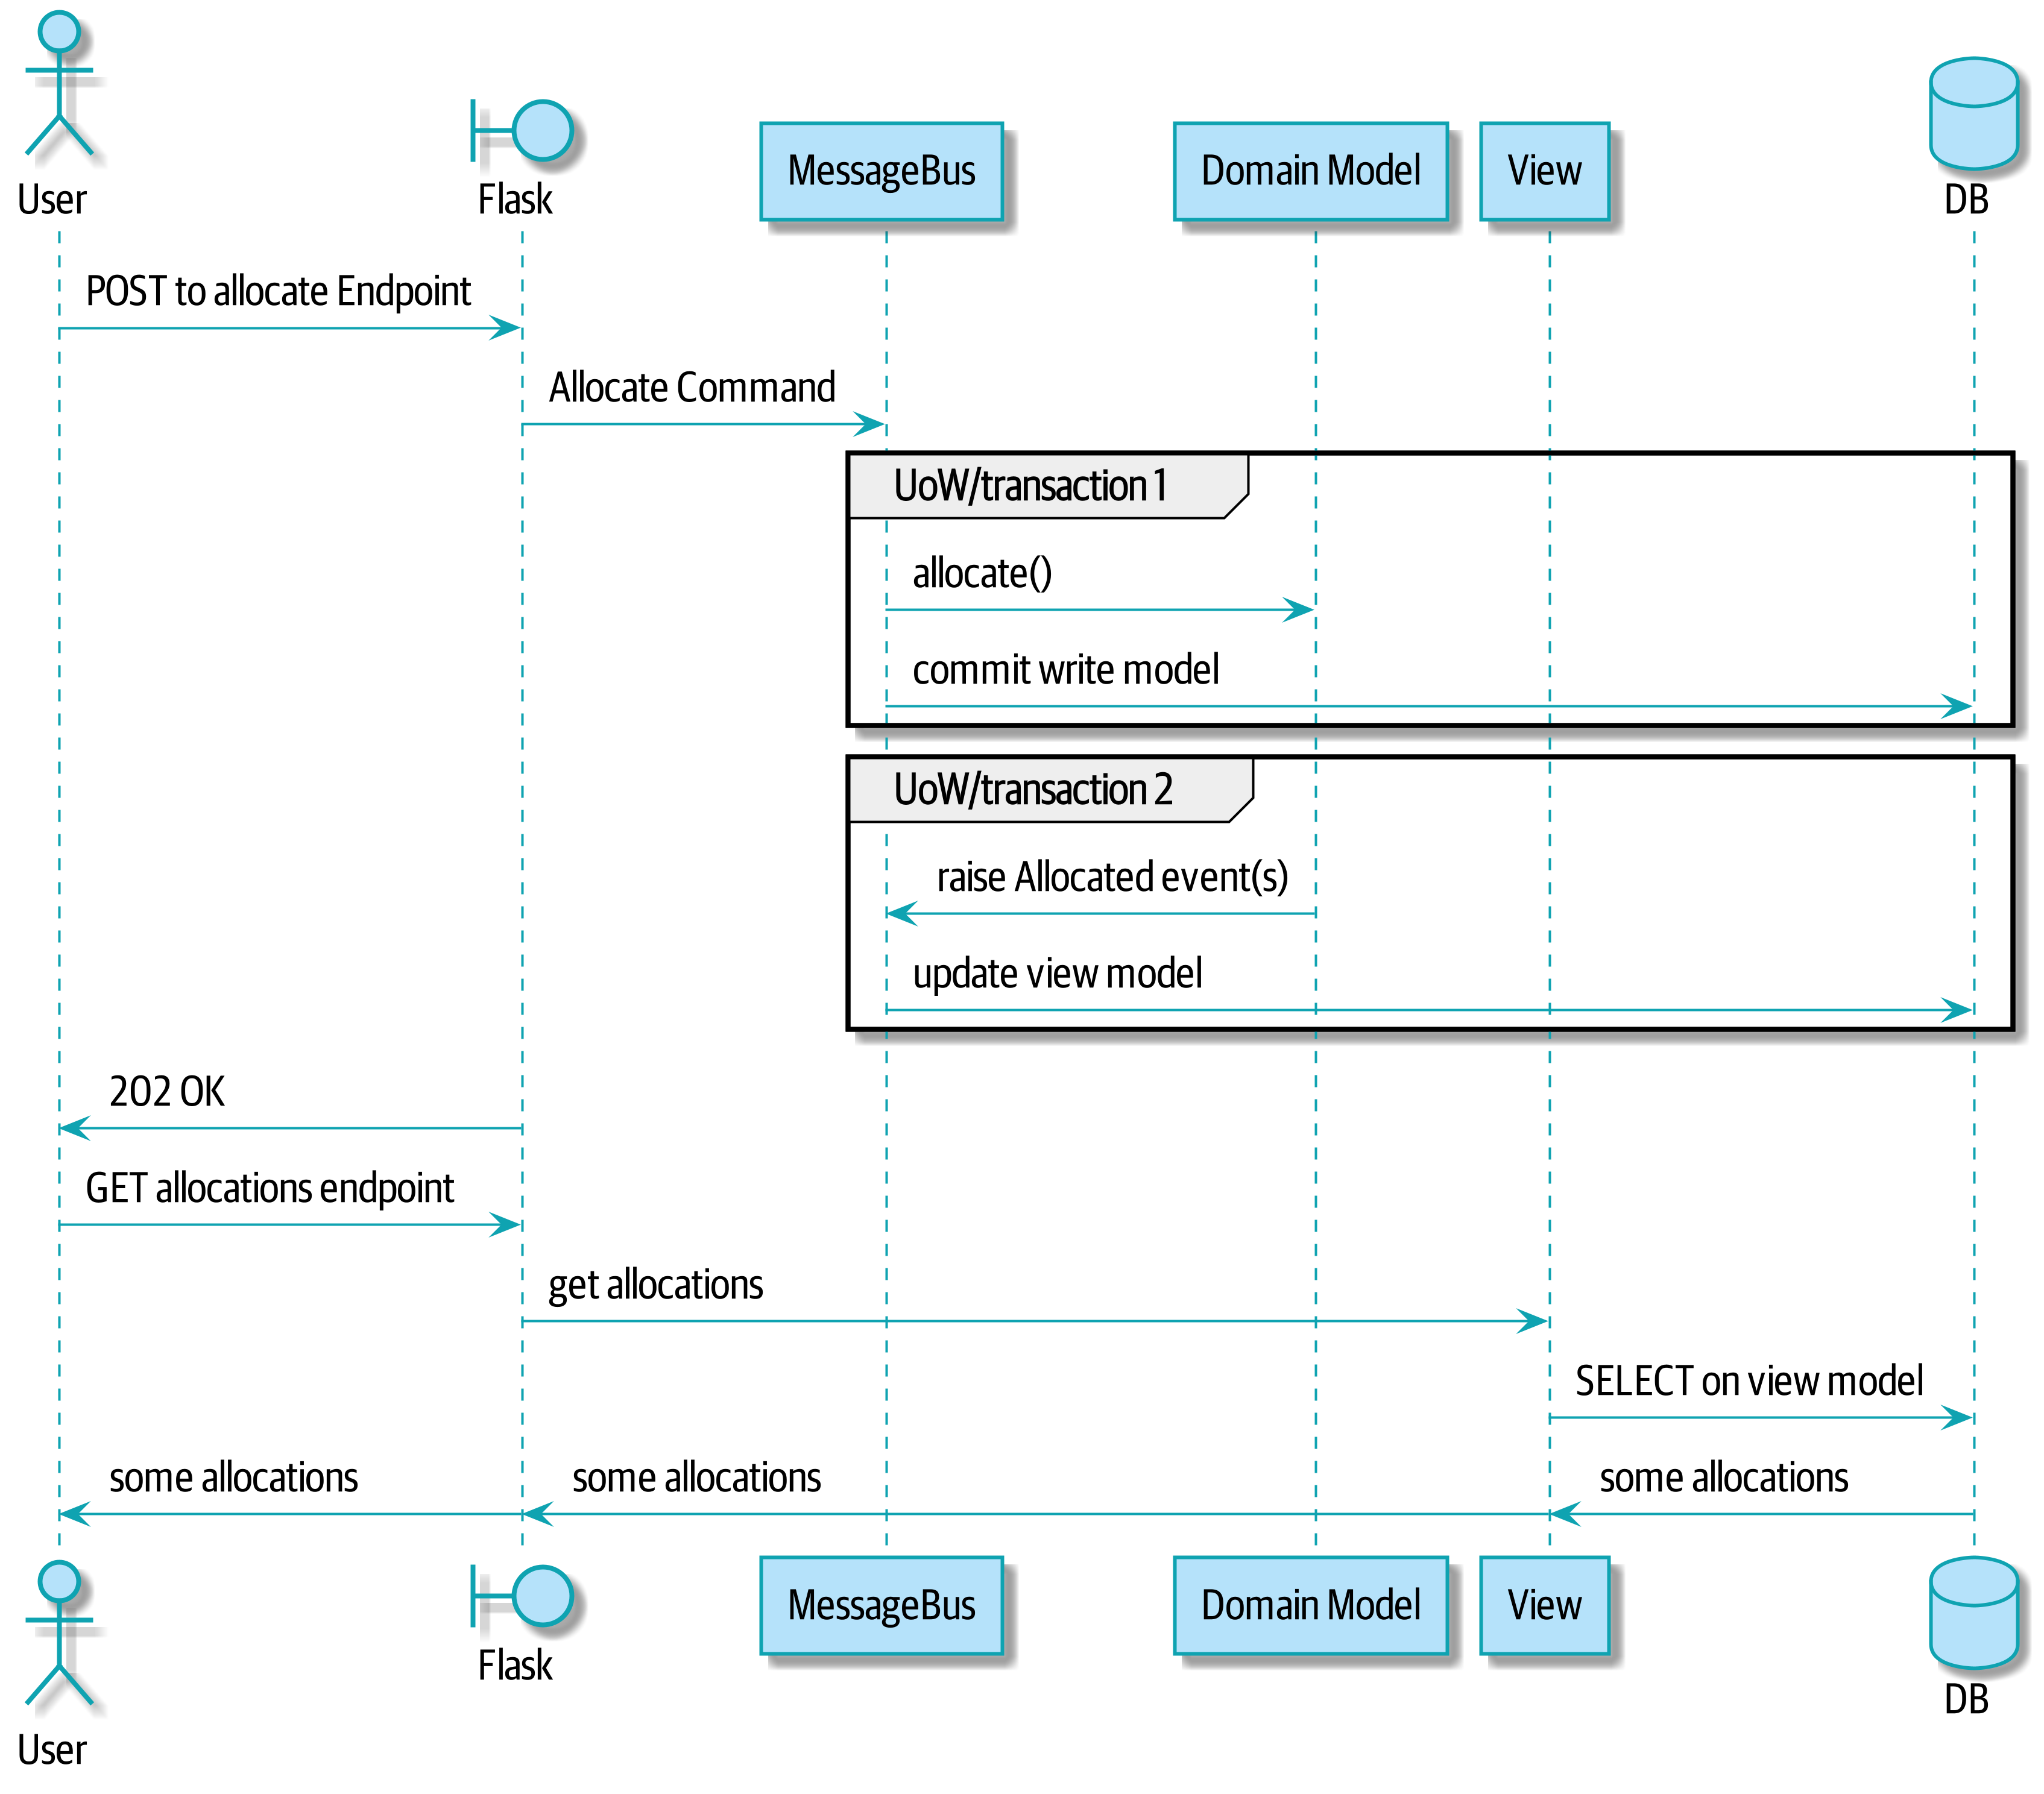 User
Flask
MessageBus
Domain Model
View
DB
POST to allocate Endpoint
Allocate Command
UoW/transaction 1
allocate()
commit write model
UoW/transaction 2
raise Allocated event(s)
update view model
202 OK
GET allocations endpoint
get allocations
SELECT on view model
some allocations
some allocations
some allocations
User
Flask
MessageBus
Domain Model
View
DB